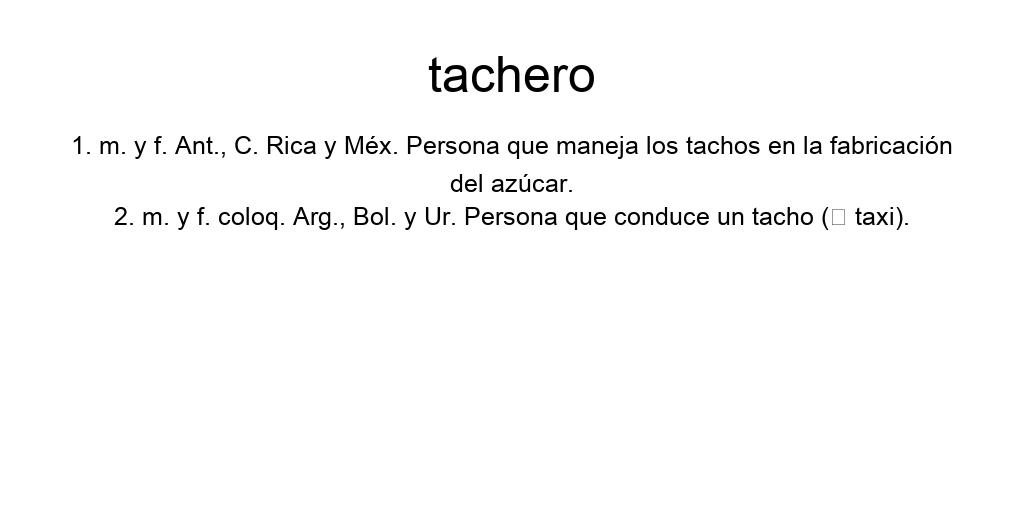 tachero
1. m. y f. Ant., C. Rica y Méx. Persona que maneja los tachos en la fabricación
del azúcar.
2. m. y f. coloq. Arg., Bol. y Ur. Persona que conduce un tacho (□ taxi).